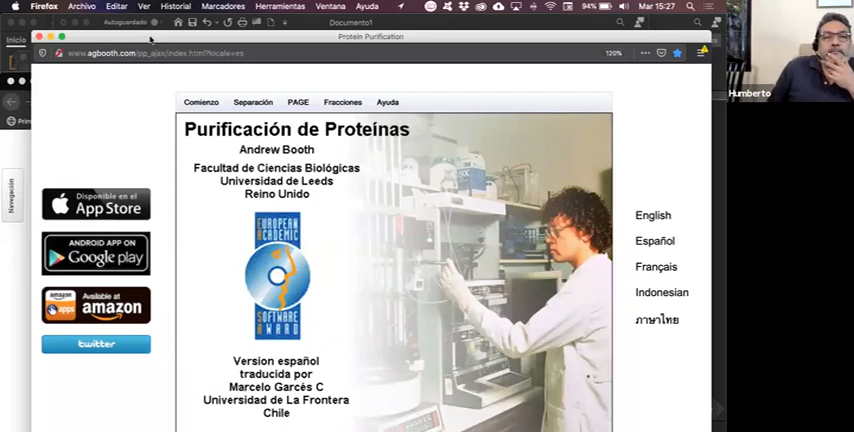 Firefox Archivo Editar Ver Historial Marcadores Herramientas Ventana Ayuda
94% Mar 15:27
Autoguardado Documento1
Inicio
Protein Purification
www.agbooth.com/pp_ajax/index.html?locale=es 120%
Prim
Navegación
Humberto
Comienzo Separación PAGE Fracciones Ayuda
Purificación de Proteínas
Andrew Booth
Facultad de Ciencias Biológicas
Universidad de Leeds
Reino Unido
EUROPEAN
ACADEMIC
SOFTWARE
AWARD
Version español
traducida por
Marcelo Garcés C
Universidad de La Frontera
Chile
Disponible en el
App Store
ANDROID APP ON
Google play
Available at
apps amazon
twitter
English
Español
Français
Indonesian
ภาษาไทย